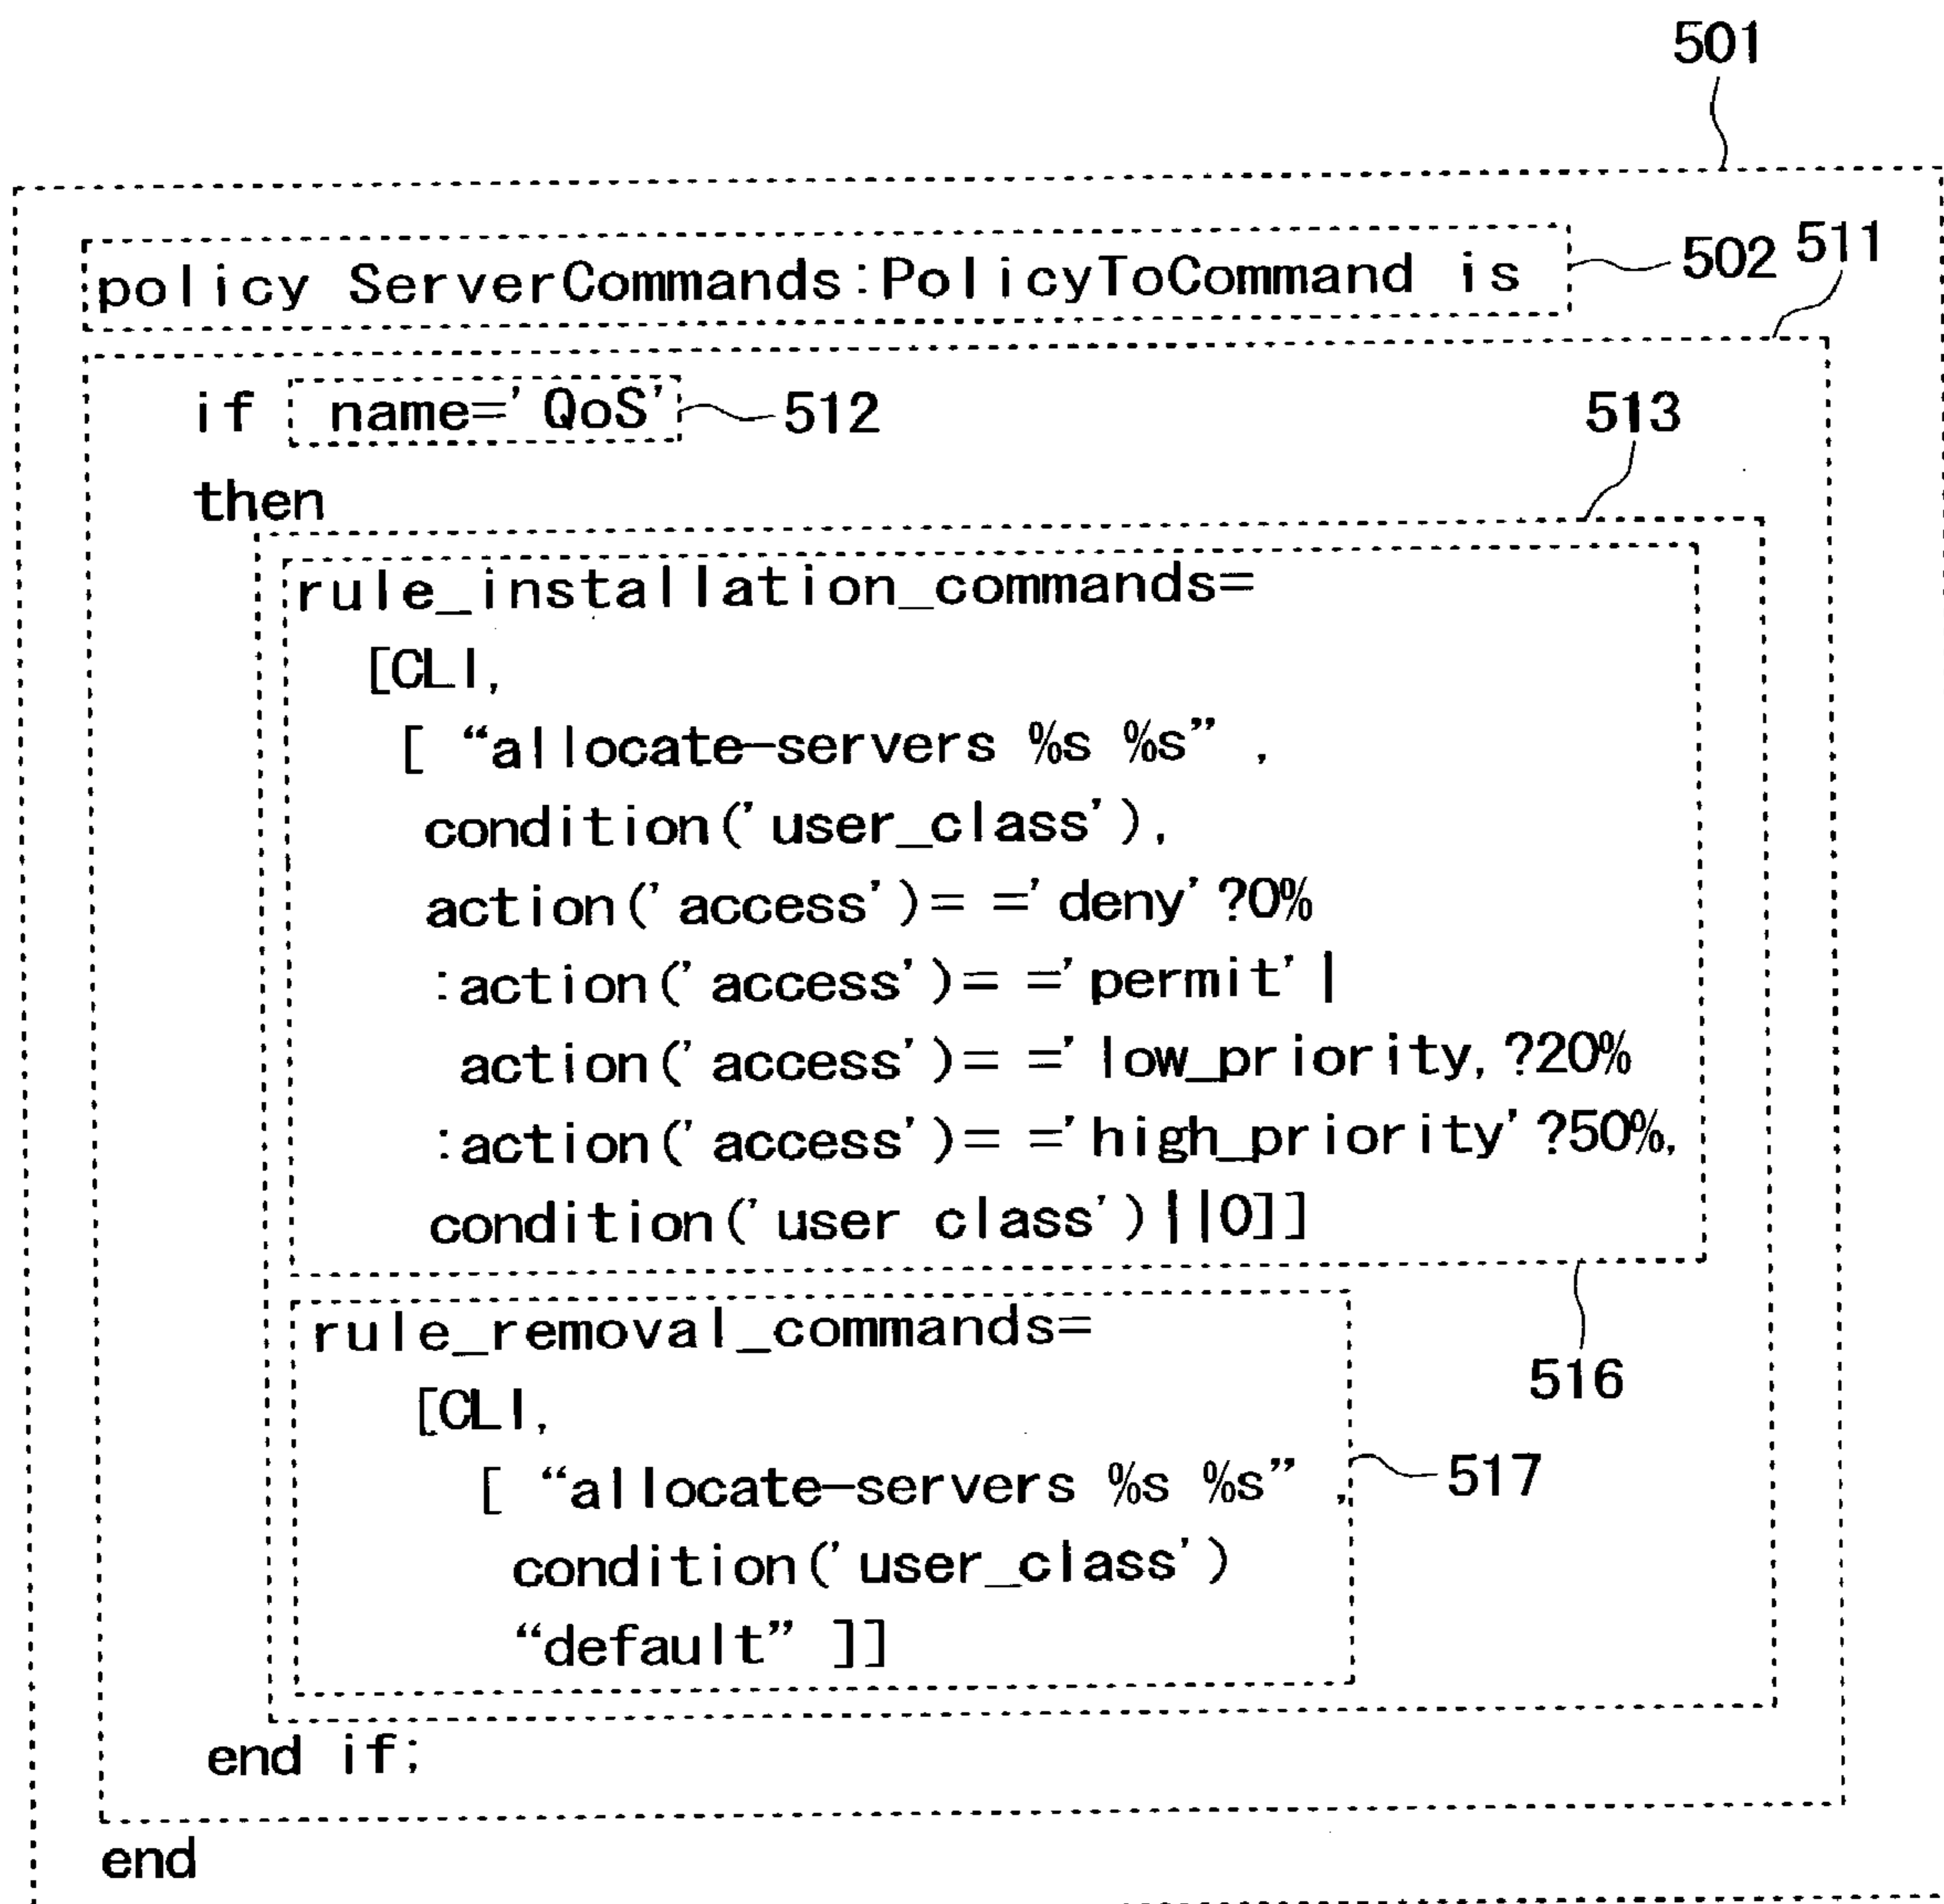 501
policy ServerCommands:PolicyToCommand is
502
511
if name='QoS'
512
then
513
rule_installation_commands=
[CLI,
[ “allocate-servers %s %s” ,
condition('user_class'),
action('access')= ='deny'?0%
:action('access')= ='permit' |
action('access')= ='low_priority,?20%
:action('access')= ='high_priority'?50%,
condition('user class')||0]]
516
rule_removal_commands=
[CLI,
[ “allocate-servers %s %s” ,
517
condition('user_class')
“default” ]]
end if;
end